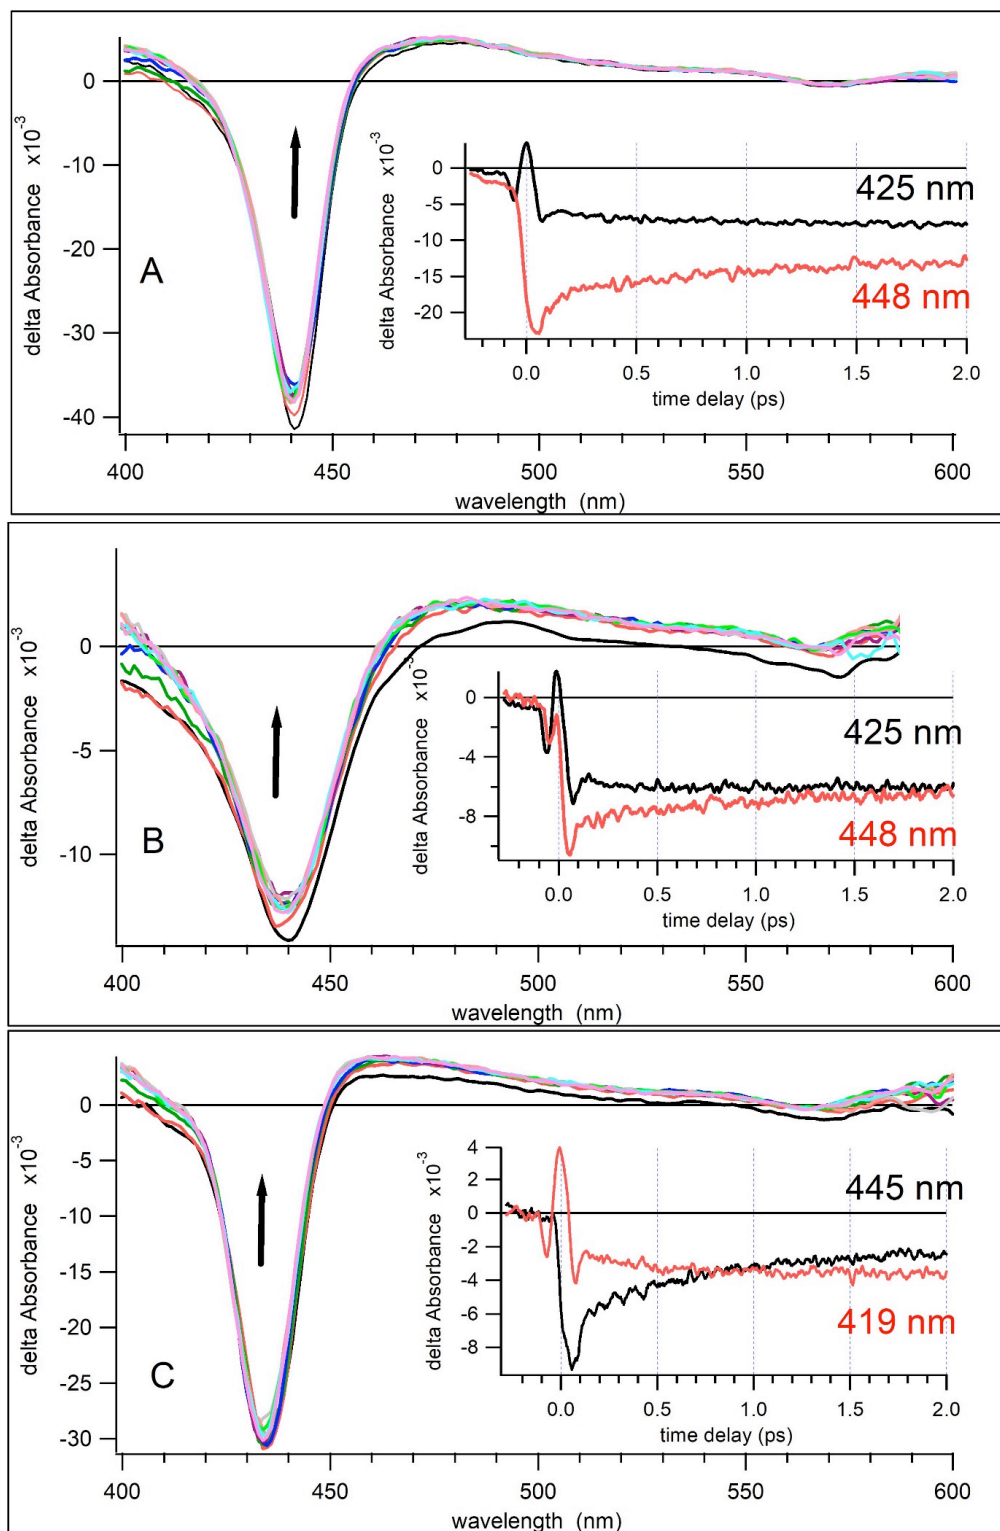 delta Absorbance x10⁻³
0
-10
-20
-30
-40
A
400 450 500 550 600
wavelength (nm)
delta Absorbance x10⁻³
0
-5
-10
-15
-20
425 nm
448 nm
0.0 0.5 1.0 1.5 2.0
time delay (ps)
delta Absorbance x10⁻³
0
-5
-10
B
400 450 500 550 600
wavelength (nm)
delta Absorbance x10⁻³
0
-4
-8
425 nm
448 nm
0.0 0.5 1.0 1.5 2.0
time delay (ps)
delta Absorbance x10⁻³
0
-5
-10
-15
-20
-25
-30
C
400 450 500 550 600
wavelength (nm)
delta Absorbance x10⁻³
4
2
0
-2
-4
-6
-8
445 nm
419 nm
0.0 0.5 1.0 1.5 2.0
time delay (ps)